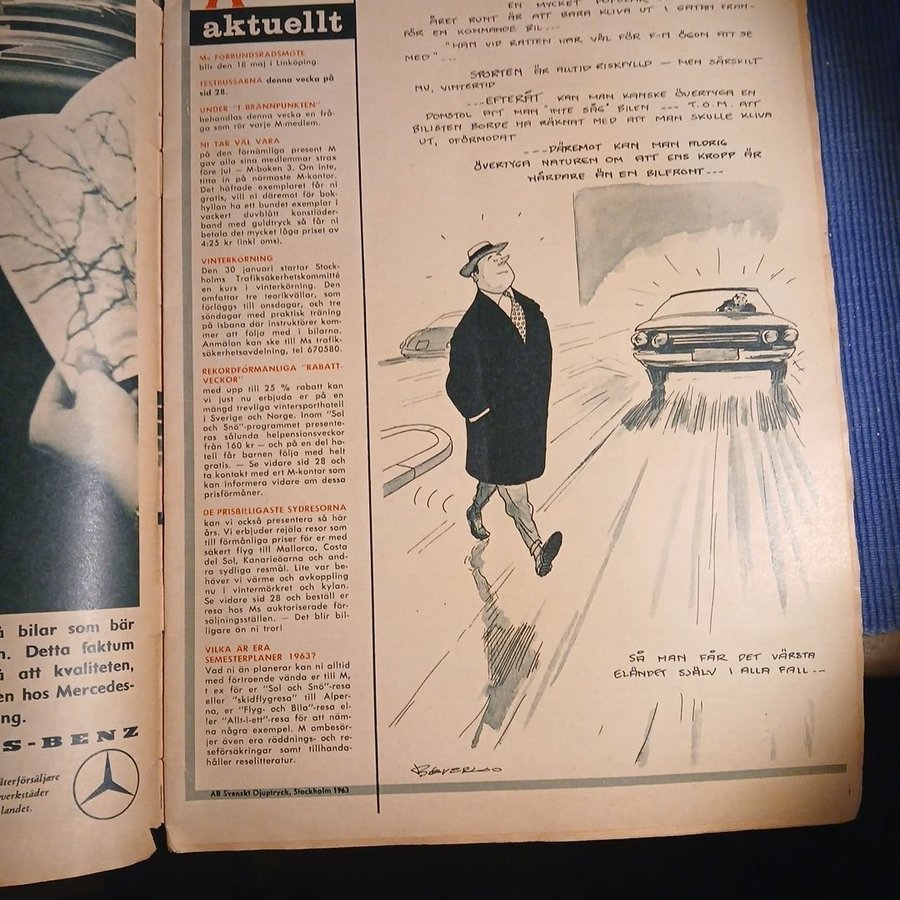 å bilar som bär
n. Detta faktum
å att kvaliteten,
en hos Mercedes-
ng.
S-BENZ
återförsäljare
verkstäder
landet.
aktuellt
Ms FÖRBUNDSRÅDSMÖTE
blir den 18 maj i Linköping.
TESTBUSSARNA denna vecka på
sid 28.
UNDER "I BRÄNNPUNKTEN"
behandlas denna vecka en frå-
ga som rör varje M-medlem.
NI TAR VÄL VARA
på den förnämliga present M
gav alla sina medlemmar strax
före jul — M-boken 3. Om inte,
titta in på närmaste M-kontor.
Det häftade exemplaret får ni
gratis, vill ni däremot för bok-
hyllan ha ett bundet exemplar i
vackert duvblått konstläder-
band med guldtryck så får ni
betala det mycket låga priset av
4:25 kr (inkl oms).
VINTERKÖRNING
Den 30 januari startar Stock-
holms Trafiksäkerhetskommitté
en kurs i vinterkörning. Den
omfattar tre teorikvällar, som
förläggs till onsdagar, och tre
söndagar med praktisk träning
på isbana där instruktörer kom-
mer att följa med i bilarna.
Anmälan kan ske till Ms trafik-
säkerhetsavdelning, tel 670580.
REKORDFÖRMÅNLIGA "RABATT-
VECKOR"
med upp till 25 % rabatt kan
vi just nu erbjuda er på en
mängd trevliga vintersporthotell
i Sverige och Norge. Inom "Sol
och Snö"-programmet presente-
ras sålunda helpensionsveckor
från 160 kr — och på en del ho-
tell får barnen följa med helt
gratis. — Se vidare sid 28 och
ta kontakt med ert M-kontor som
kan informera vidare om dessa
prisförmåner.
DE PRISBILLIGASTE SYDRESORNA
kan vi också presentera så här
års. Vi erbjuder rejäla resor som
till förmånliga priser för er med
säkert flyg till Mallorca, Costa
del Sol, Kanarieöarna och and-
ra sydliga resmål. Lite var be-
höver vi värme och avkoppling
nu i vintermörkret och kylan.
Se vidare sid 28 och beställ er
resa hos Ms auktoriserade för-
säljningsställen. — Det blir bil-
ligare än ni tror!
VILKA ÄR ERA
SEMESTERPLANER 1963?
Vad ni än planerar kan ni alltid
med förtroende vända er till M,
t ex för er "Sol och Snö"-resa
eller "skidflygresa" till Alper-
na, er "Flyg- och Bila"-resa el-
ler "Allt-i-ett"-resa för att näm-
na några exempel. M ombesör-
jer även era räddnings- och re-
seförsäkringar samt tillhanda-
håller reselitteratur.
AB Svenskt Djuptryck, Stockholm 1963
EN MYCKET POPULÄR
ÅRET RUNT ÄR ATT BARA KLIVA UT I GATAN FRAM-
FÖR EN KOMMANDE BIL...
"HAN VID RATTEN HAR VÄL FÖR F-N ÖGON ATT SE
MED"...
SPORTEN ÄR ALLTID RISKFYLLD — MEN SÄRSKILT
NU, VINTERTID
---EFTERÅT KAN MAN KANSKE ÖVERTYGA EN
DOMSTOL ATT MAN "INTE SÅG" BILEN --- T.O.M. ATT
BILISTEN BORDE HA RÄKNAT MED ATT MAN SKULLE KLIVA
UT, OFÖRMODAT
---DÄREMOT KAN MAN ALDRIG
ÖVERTYGA NATUREN OM ATT ENS KROPP ÄR
HÅRDARE ÄN EN BILFRONT---
SÅ MAN FÅR DET VÄRSTA
ELÄNDET SJÄLV I ALLA FALL---